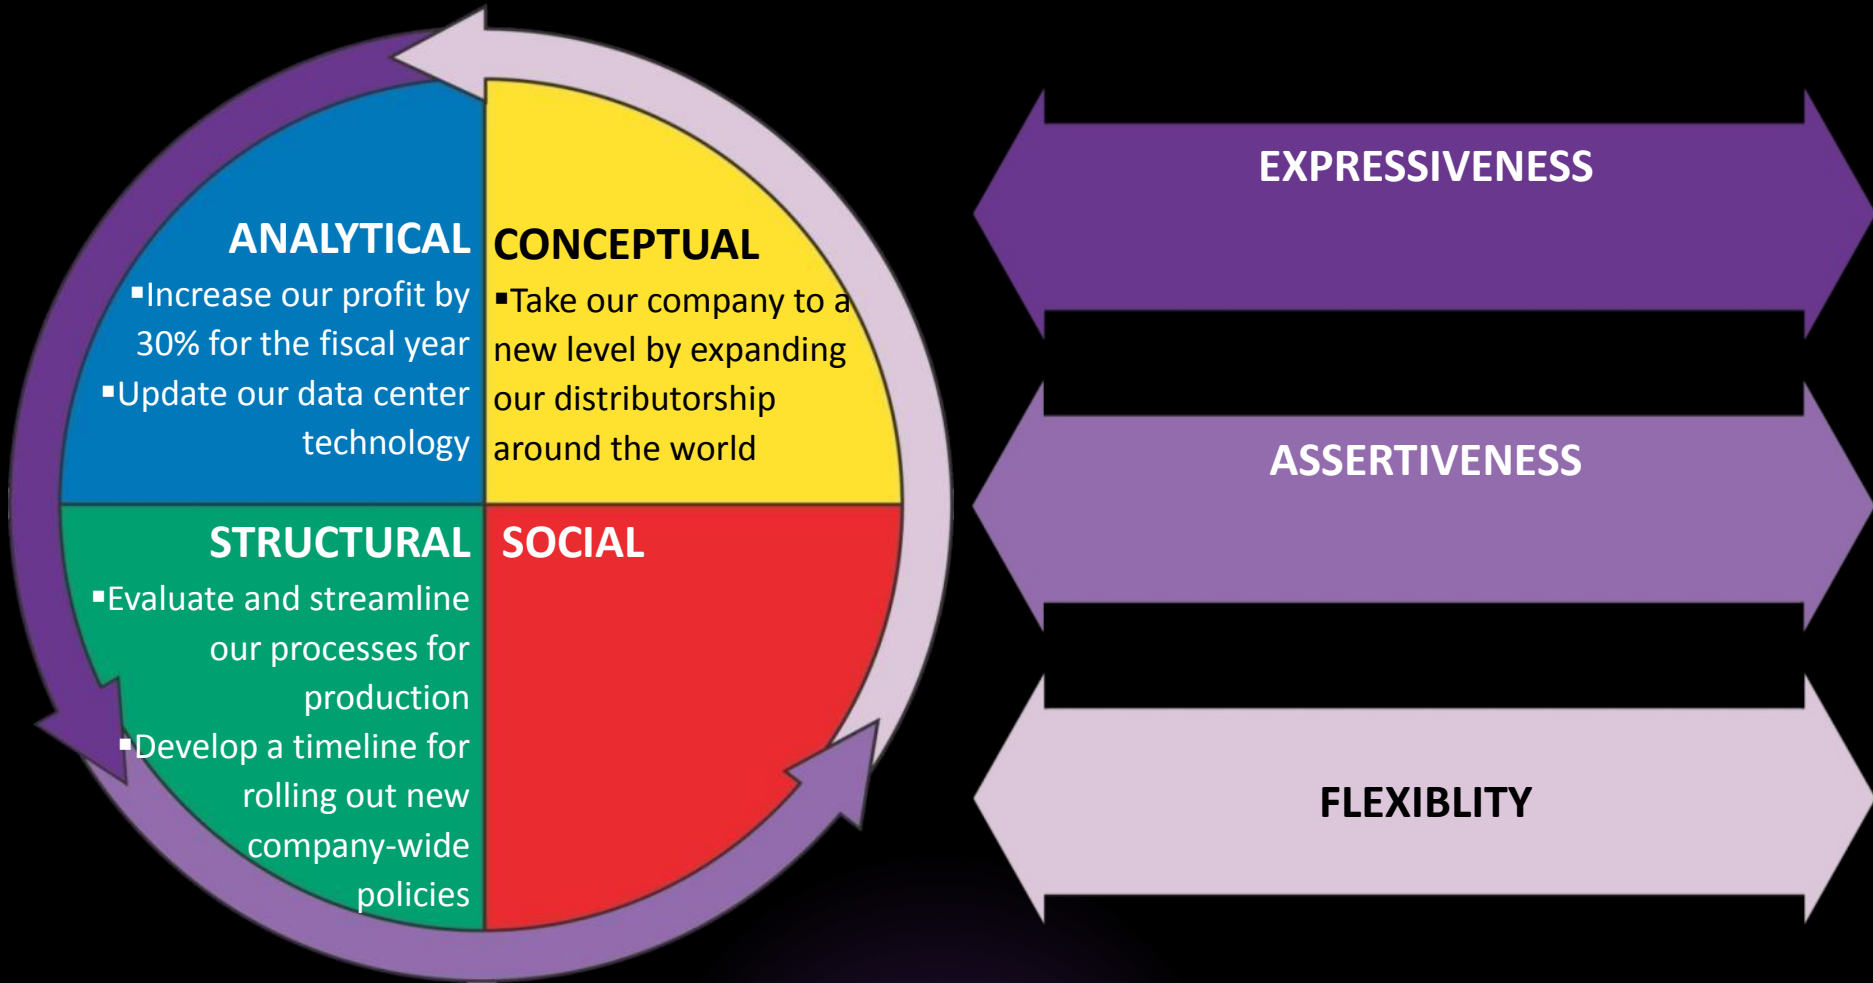 ANALYTICAL
▪Increase our profit by
30% for the fiscal year
▪Update our data center
technology
CONCEPTUAL
▪Take our company to a
new level by expanding
our distributorship
around the world
STRUCTURAL
▪Evaluate and streamline
our processes for
production
▪Develop a timeline for
rolling out new
company-wide
policies
SOCIAL
EXPRESSIVENESS
ASSERTIVENESS
FLEXIBLITY